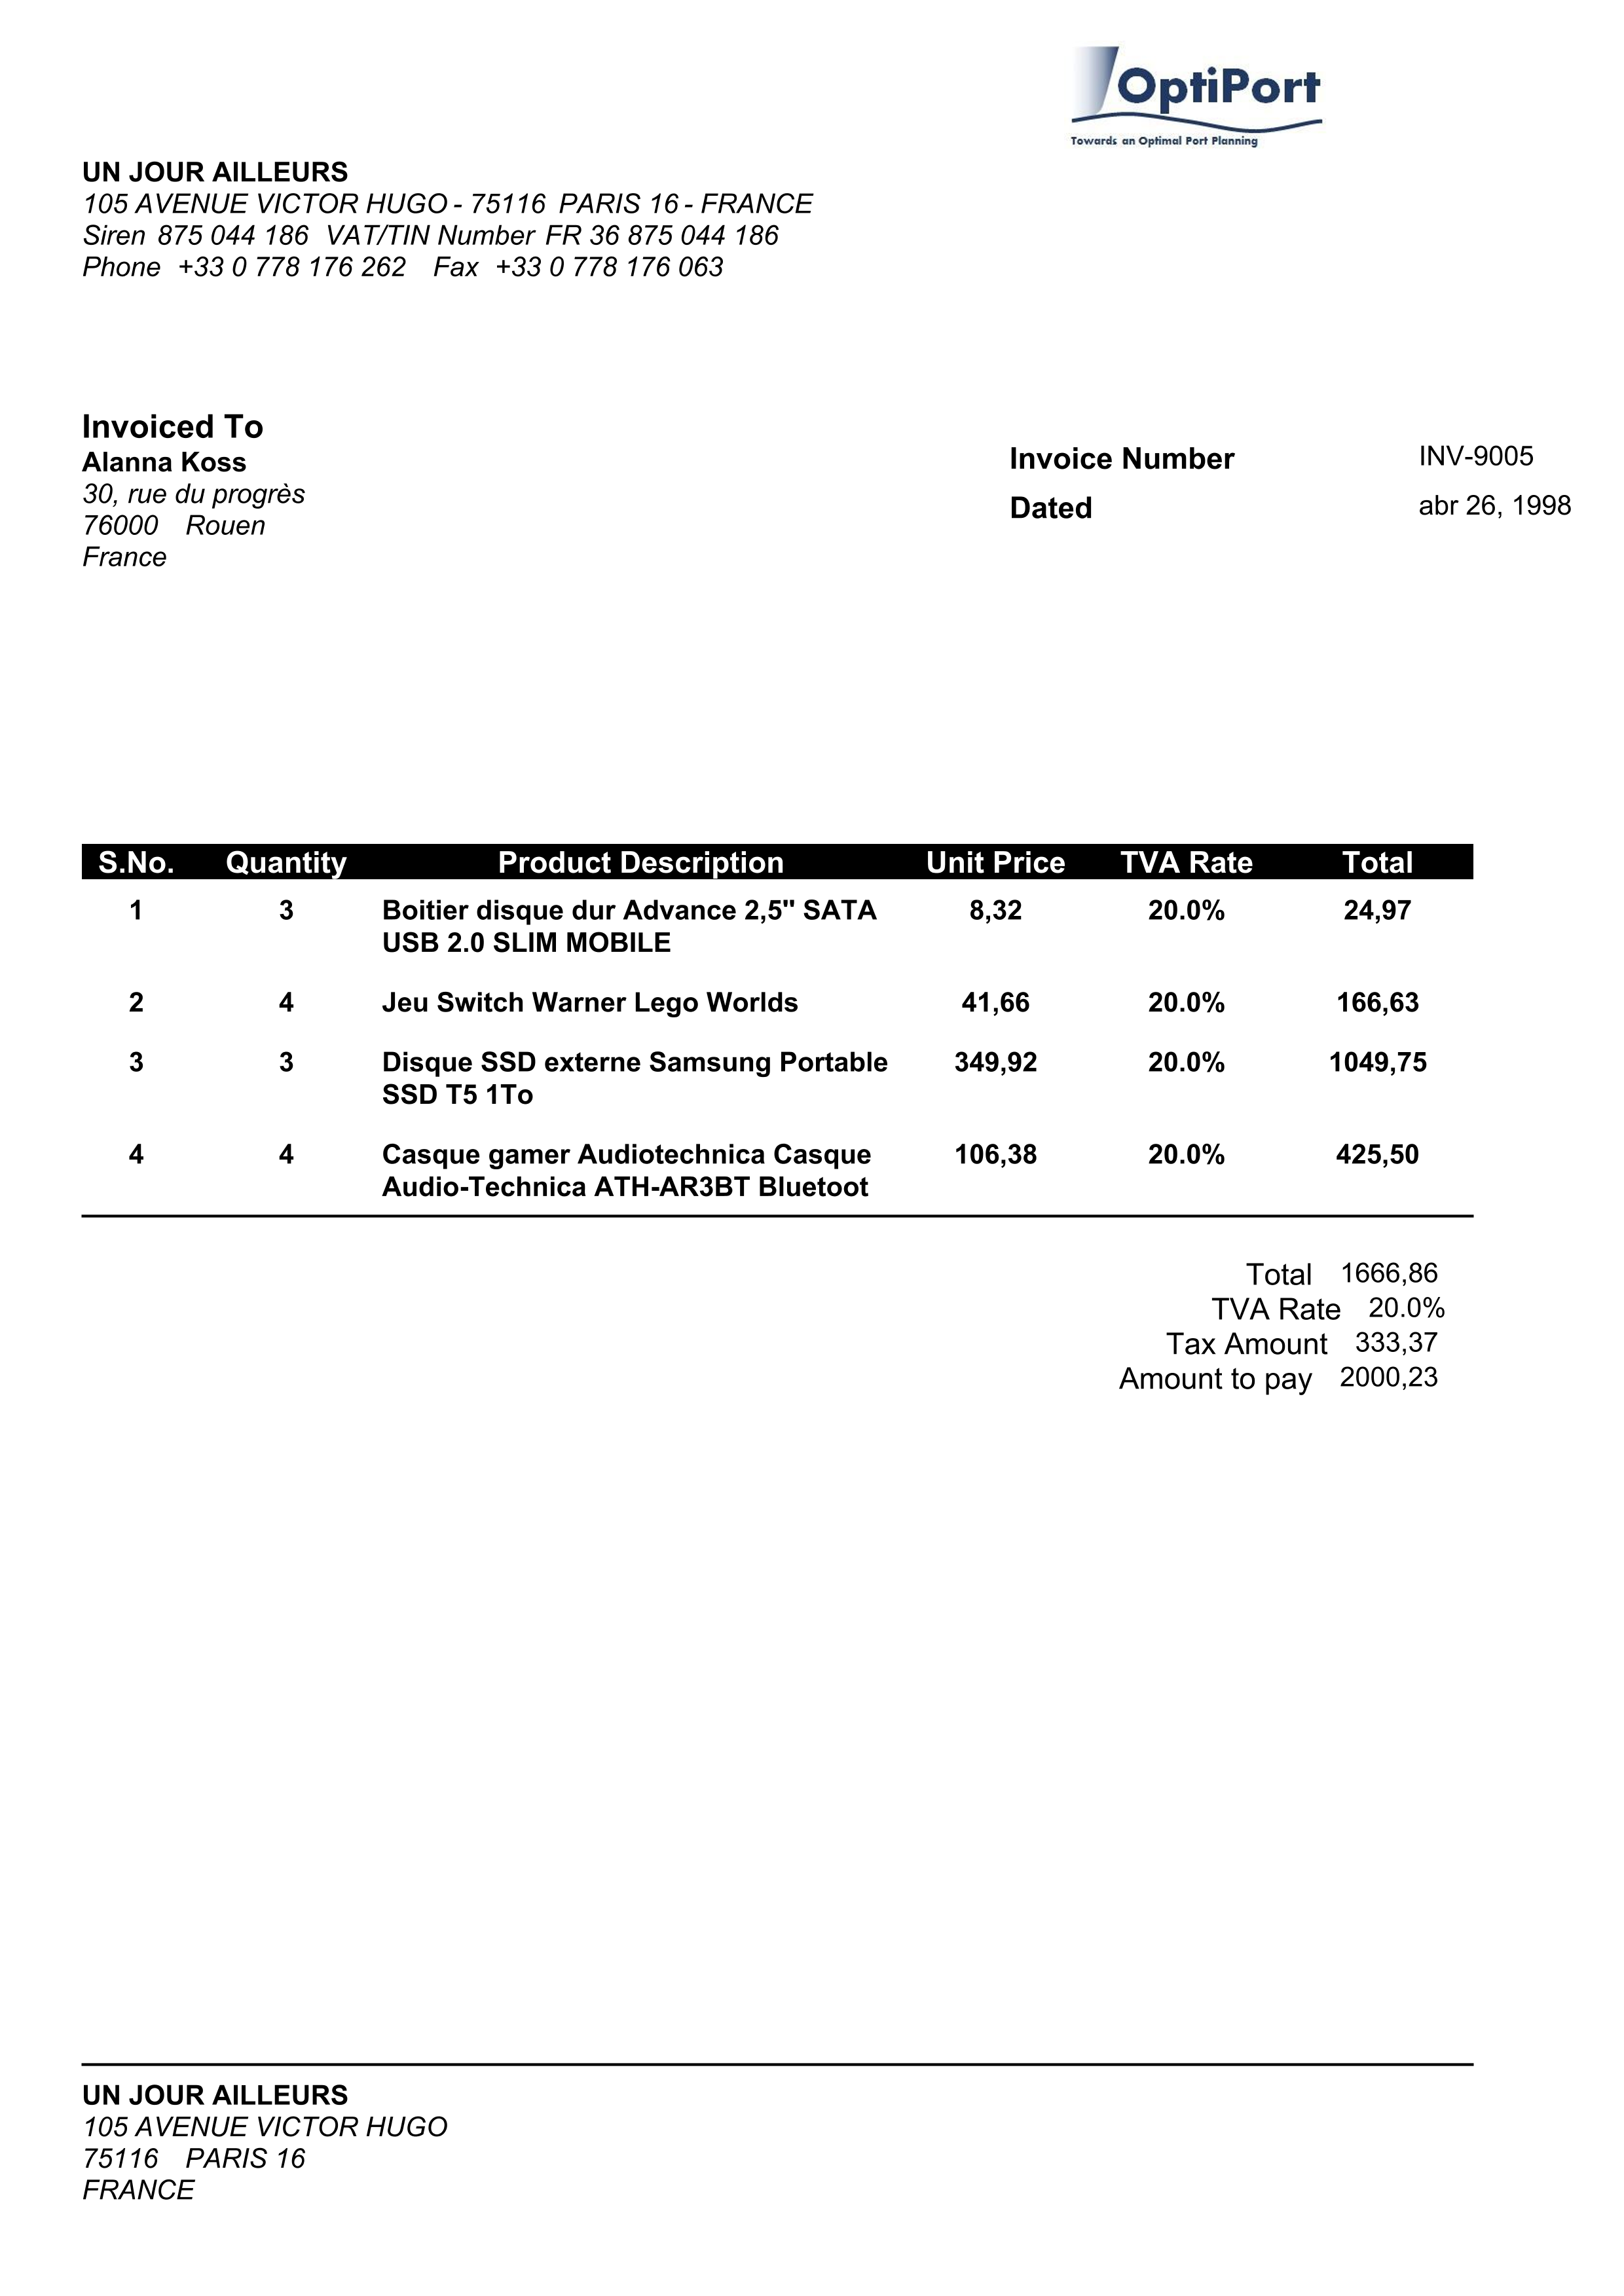 OptiPort
Towards an Optimal Port Planning
UN JOUR AILLEURS
105 AVENUE VICTOR HUGO - 75116 PARIS 16 - FRANCE
Siren 875 044 186 VAT/TIN Number FR 36 875 044 186
Phone +33 0 778 176 262 Fax +33 0 778 176 063
Invoiced To
Alanna Koss
30, rue du progrès
76000 Rouen
France
Invoice Number INV-9005
Dated abr 26, 1998
S.No. Quantity Product Description Unit Price TVA Rate Total
1 3 Boitier disque dur Advance 2,5" SATA 8,32 20.0% 24,97
USB 2.0 SLIM MOBILE
2 4 Jeu Switch Warner Lego Worlds 41,66 20.0% 166,63
3 3 Disque SSD externe Samsung Portable 349,92 20.0% 1049,75
SSD T5 1To
4 4 Casque gamer Audiotechnica Casque 106,38 20.0% 425,50
Audio-Technica ATH-AR3BT Bluetoot
Total 1666,86
TVA Rate 20.0%
Tax Amount 333,37
Amount to pay 2000,23
UN JOUR AILLEURS
105 AVENUE VICTOR HUGO
75116 PARIS 16
FRANCE